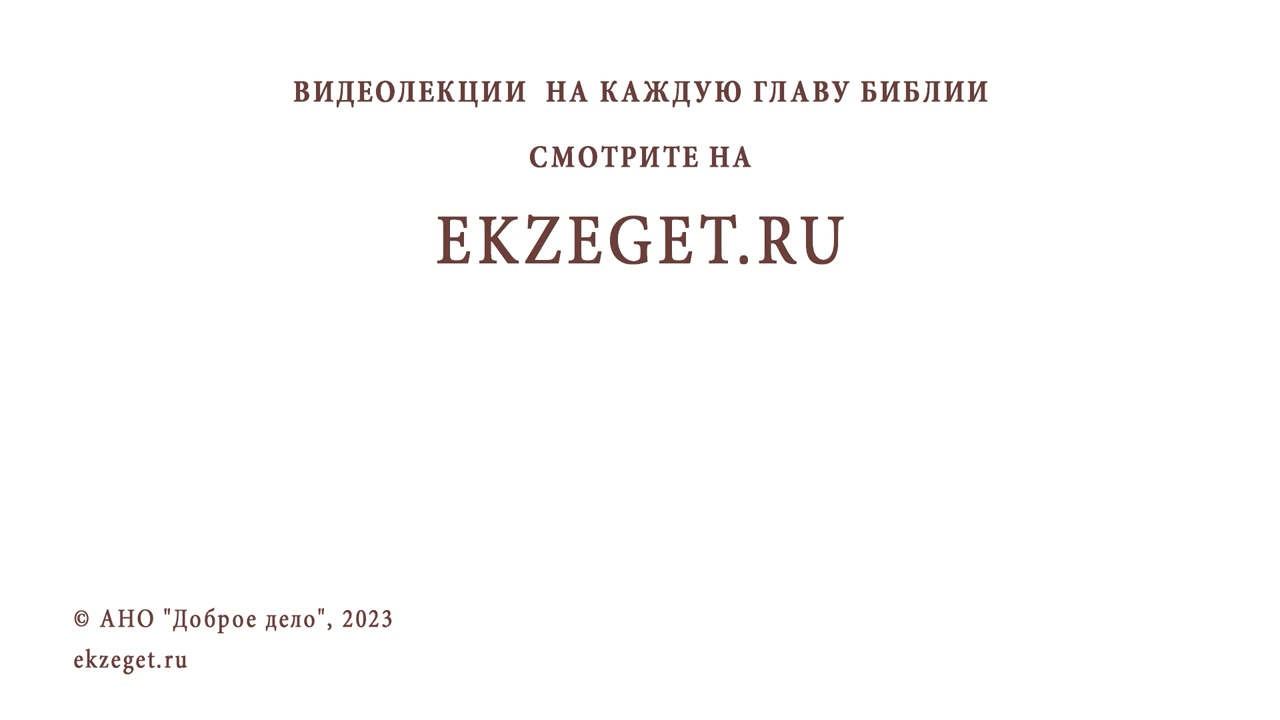 ВИДЕОЛЕКЦИИ НА КАЖДУЮ ГЛАВУ БИБЛИИ
СМОТРИТЕ НА
EKZEGET.RU
© АНО "Доброе дело", 2023
ekzeget.ru